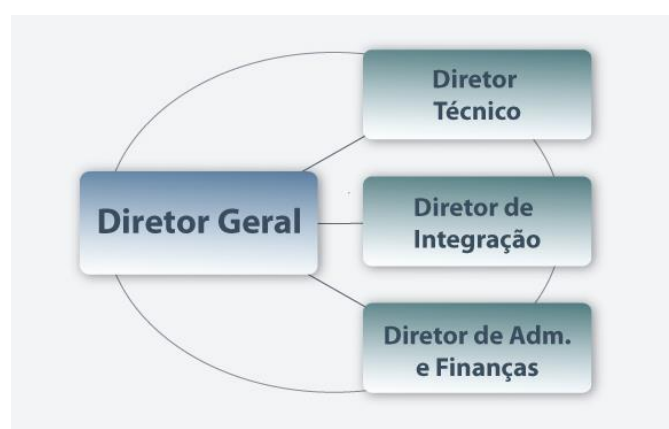 Diretor
Técnico
Diretor Geral
Diretor de
Integração
Diretor de Adm.
e Finanças